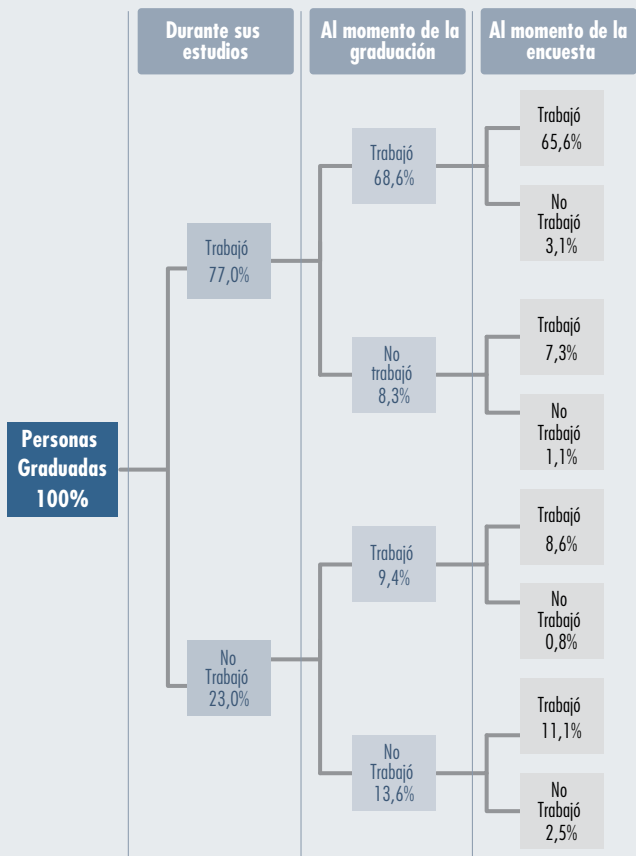 Durante sus
estudios
Al momento de la
graduación
Al momento de la
encuesta
Personas
Graduadas
100%
Trabajó
77,0%
Trabajó
68,6%
Trabajó
65,6%
No
Trabajó
3,1%
No
trabajó
8,3%
Trabajó
7,3%
No
Trabajó
1,1%
No
Trabajó
23,0%
Trabajó
9,4%
Trabajó
8,6%
No
Trabajó
0,8%
No
Trabajó
13,6%
Trabajó
11,1%
No
Trabajó
2,5%